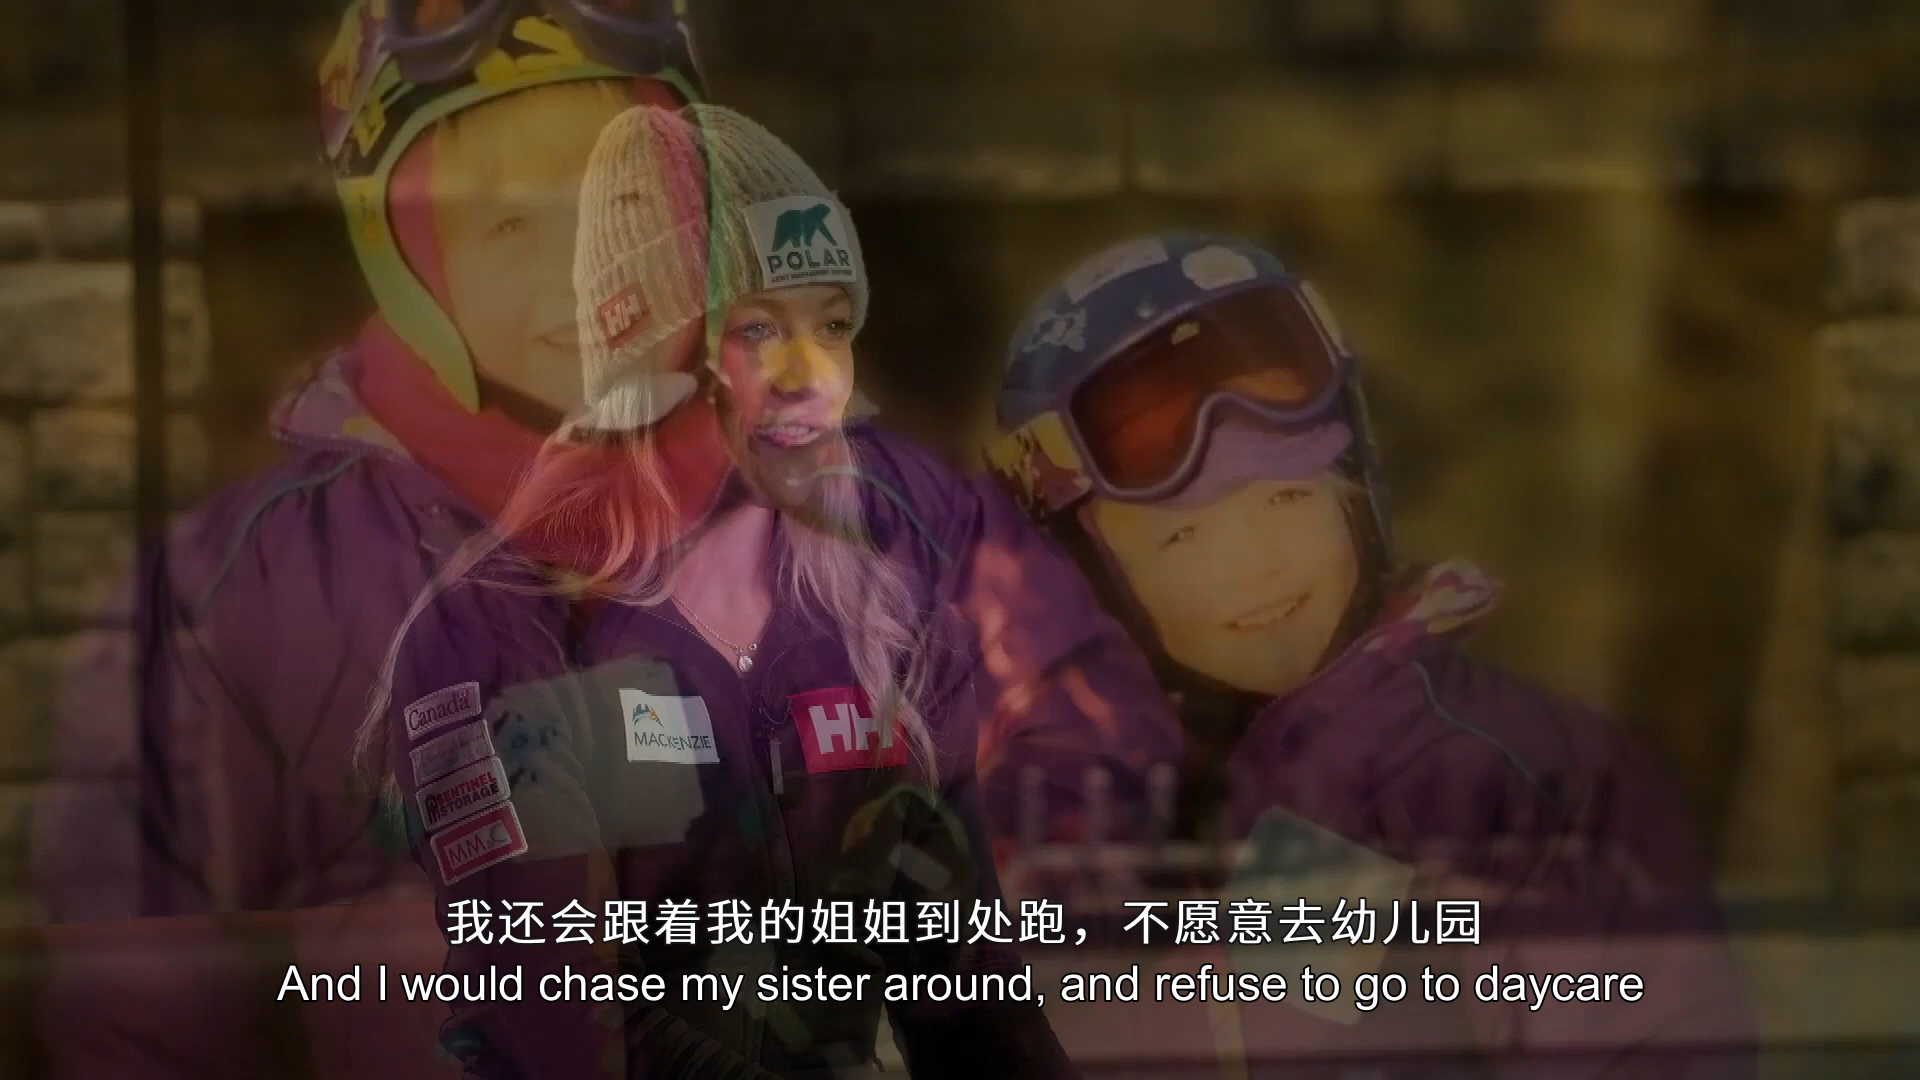 POLAR
HH
Canada
MACKENZIE
HH
SENTINEL
STORAGE
MM&C
我还会跟着我的姐姐到处跑，不愿意去幼儿园
And I would chase my sister around, and refuse to go to daycare